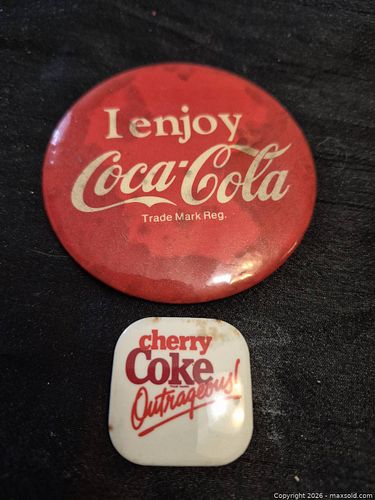 I enjoy
Coca-Cola
Trade Mark Reg.
cherry
Coke
Outrageous!
Copyright 2026 - maxsold.com